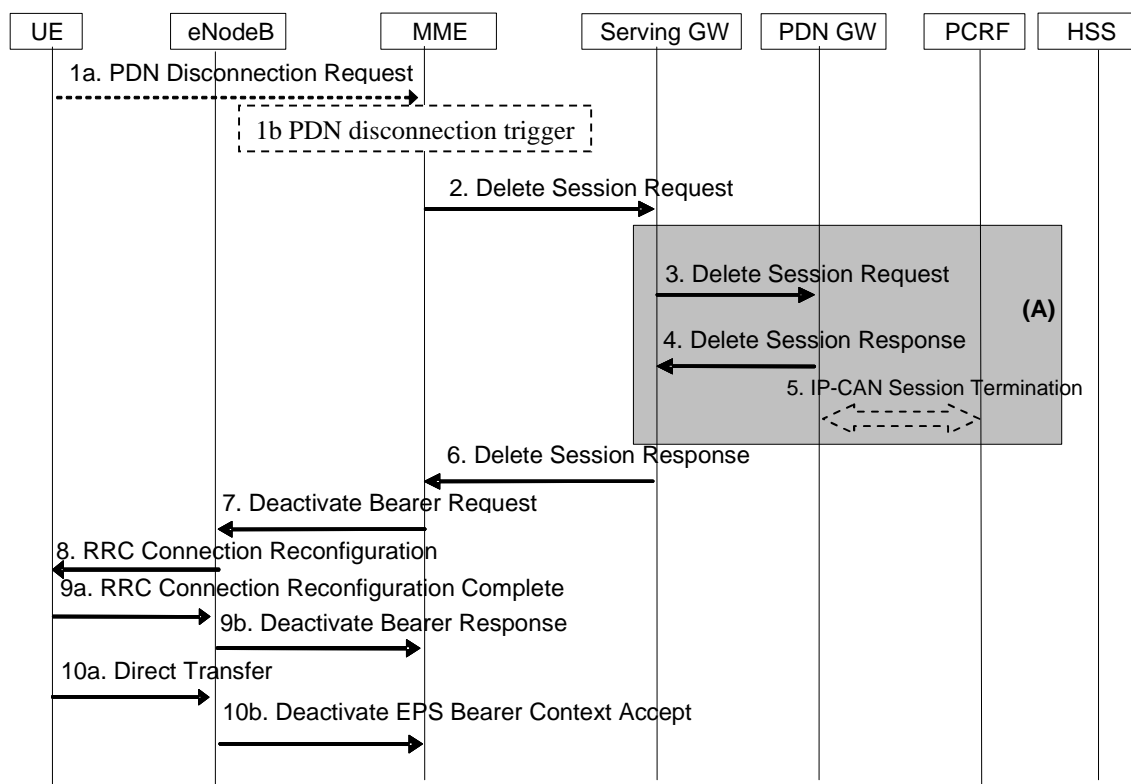 UE eNodeB MME Serving GW PDN GW PCRF HSS
1a. PDN Disconnection Request
1b PDN disconnection trigger
2. Delete Session Request
3. Delete Session Request
(A)
4. Delete Session Response
5. IP-CAN Session Termination
6. Delete Session Response
7. Deactivate Bearer Request
8. RRC Connection Reconfiguration
9a. RRC Connection Reconfiguration Complete
9b. Deactivate Bearer Response
10a. Direct Transfer
10b. Deactivate EPS Bearer Context Accept